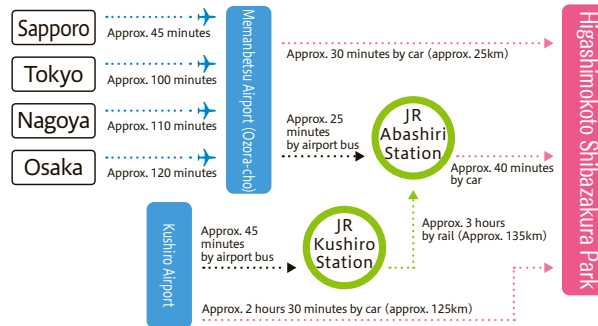 Sapporo
Approx. 45 minutes
Tokyo
Approx. 100 minutes
Nagoya
Approx. 110 minutes
Osaka
Approx. 120 minutes
Memanbetsu Airport (Ozora-cho)
Approx. 30 minutes by car (approx. 25km)
Approx. 25
minutes
by airport bus
JR
Abashiri
Station
Approx. 40 minutes
by car
Higashimokoto Shibazakura Park
Kushiro Airport
Approx. 45
minutes
by airport bus
JR
Kushiro
Station
Approx. 3 hours
by rail (Approx. 135km)
Approx. 2 hours 30 minutes by car (approx. 125km)